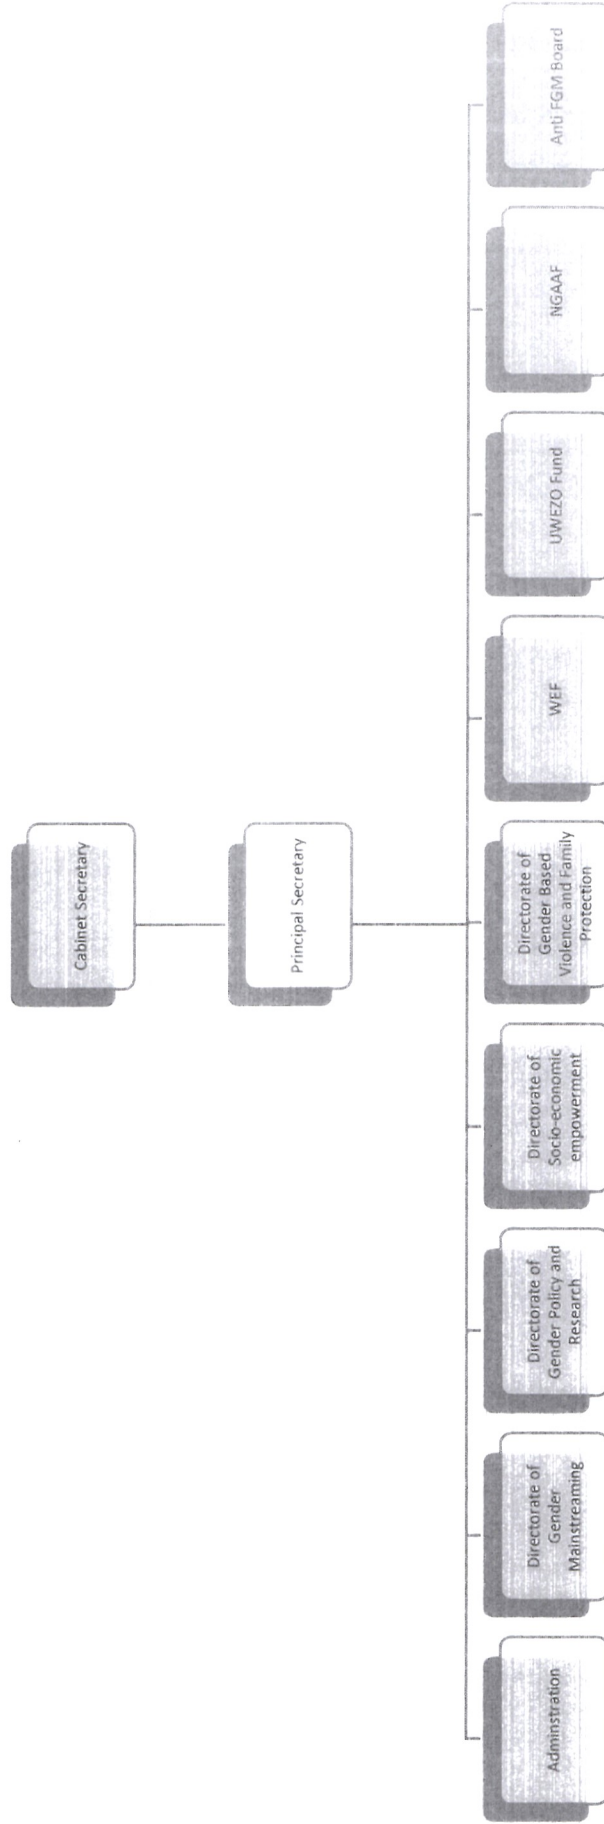 Cabinet Secretary
Principal Secretary
Adminstration
Directorate of
Gender
Mainstreaming
Directorate of
Gender Policy and
Research
Directorate of
Socio-economic
empowerment
Directorate of
Gender Based
Violence and Family
Protection
WEF
UWEZO Fund
NGAAF
Anti FGM Board